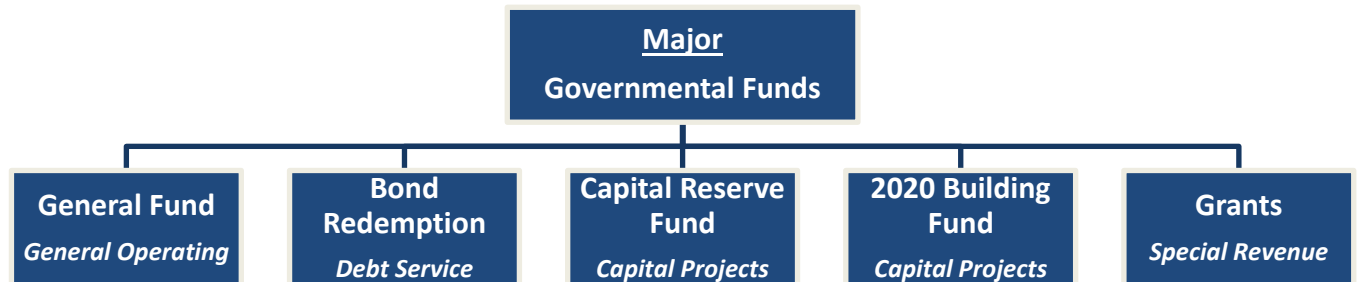 Major
Governmental Funds
General Fund
General Operating
Bond
Redemption
Debt Service
Capital Reserve
Fund
Capital Projects
2020 Building
Fund
Capital Projects
Grants
Special Revenue